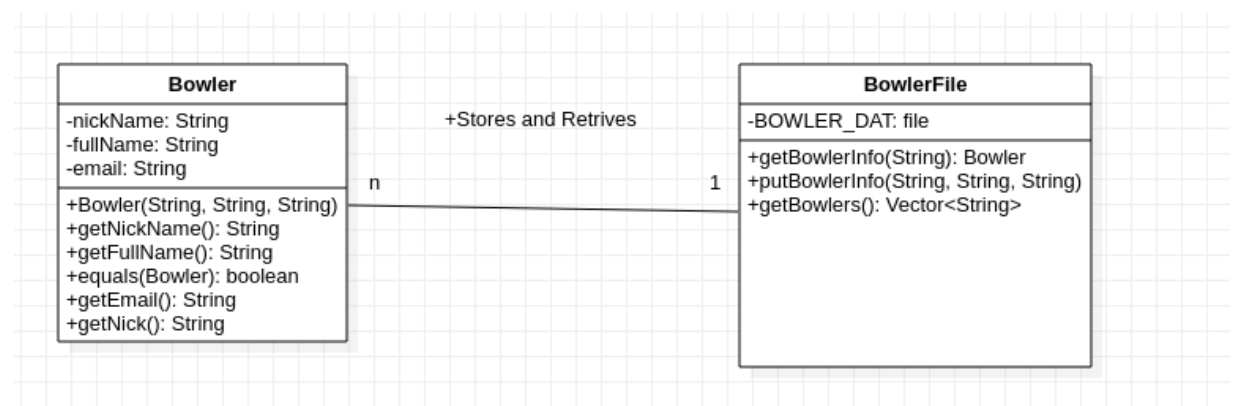 Bowler
-nickName: String
-fullName: String
-email: String
+Bowler(String, String, String)
+getNickName(): String
+getFullName(): String
+equals(Bowler): boolean
+getEmail(): String
+getNick(): String
+Stores and Retrives
n
1
BowlerFile
-BOWLER_DAT: file
+getBowlerInfo(String): Bowler
+putBowlerInfo(String, String, String)
+getBowlers(): Vector<String>